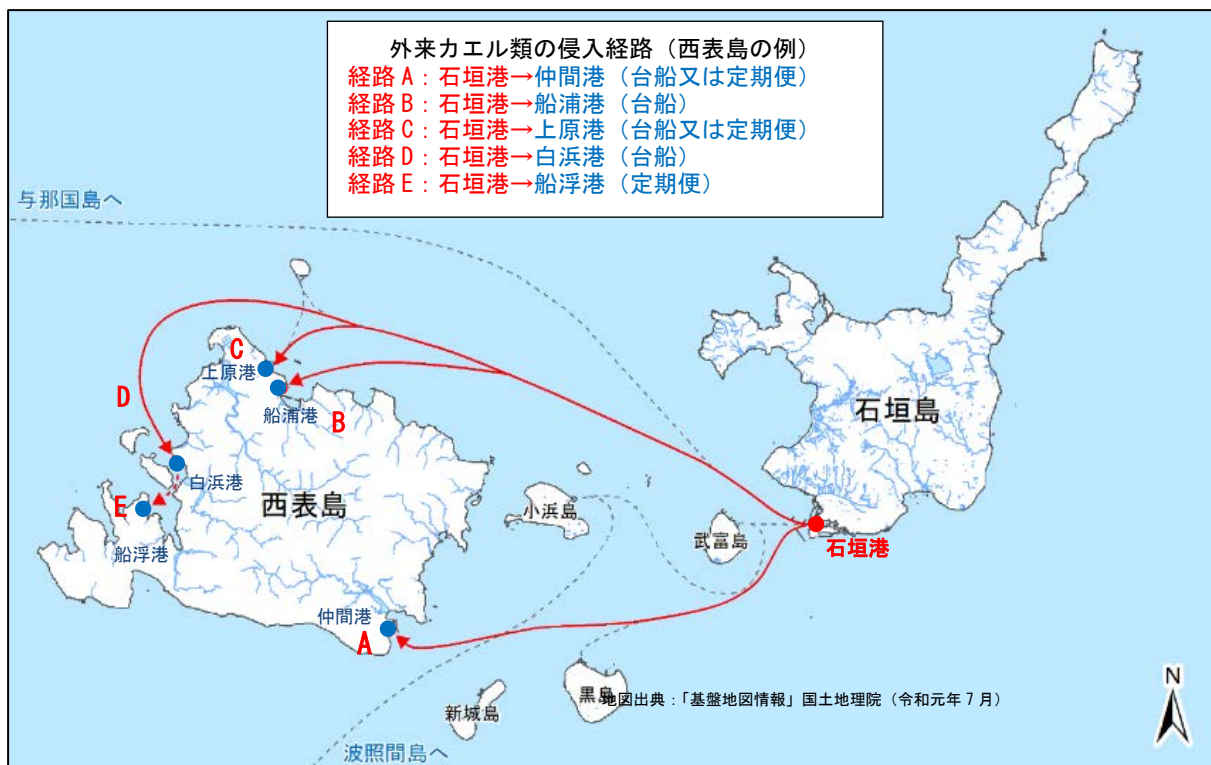 外来カエル類の侵入経路（西表島の例）
経路A：石垣港→仲間港（台船又は定期便）
経路B：石垣港→船浦港（台船）
経路C：石垣港→上原港（台船又は定期便）
経路D：石垣港→白浜港（台船）
経路E：石垣港→船浮港（定期便）
与那国島へ
C
上原港
D
船浦港
B
石垣島
白浜港
西表島
E
小浜島
武富島
石垣港
船浮港
仲間港
A
黒島
地図出典：「基盤地図情報」国土地理院（令和元年7月）
新城島
波照間島へ
N